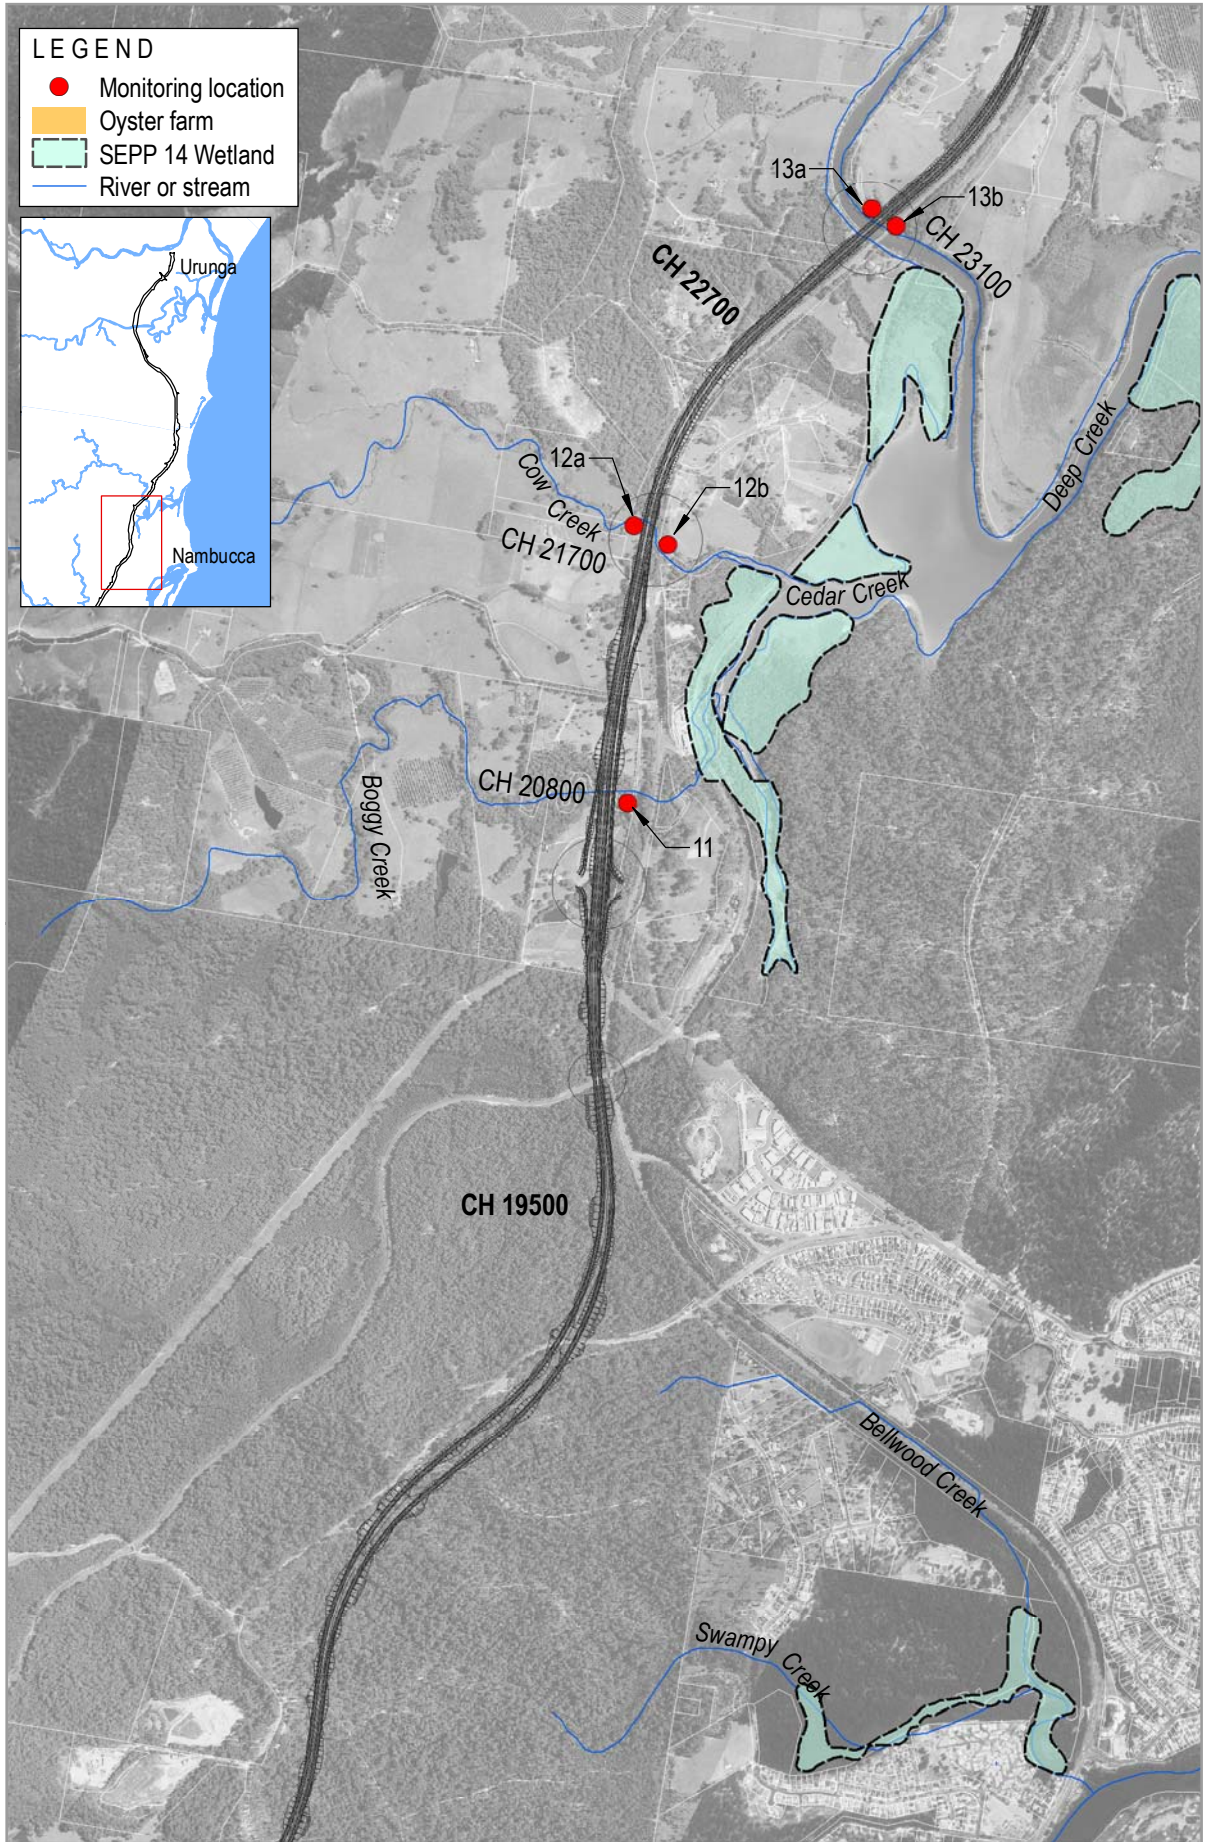 LEGEND
Monitoring location
Oyster farm
SEPP 14 Wetland
River or stream
Urunga
Nambucca
13a
13b
CH 23100
CH 22700
Deep Creek
12a
Cow Creek
12b
CH 21700
Cedar Creek
CH 20800
Boggy Creek
11
CH 19500
Bellwood Creek
Swampy Creek